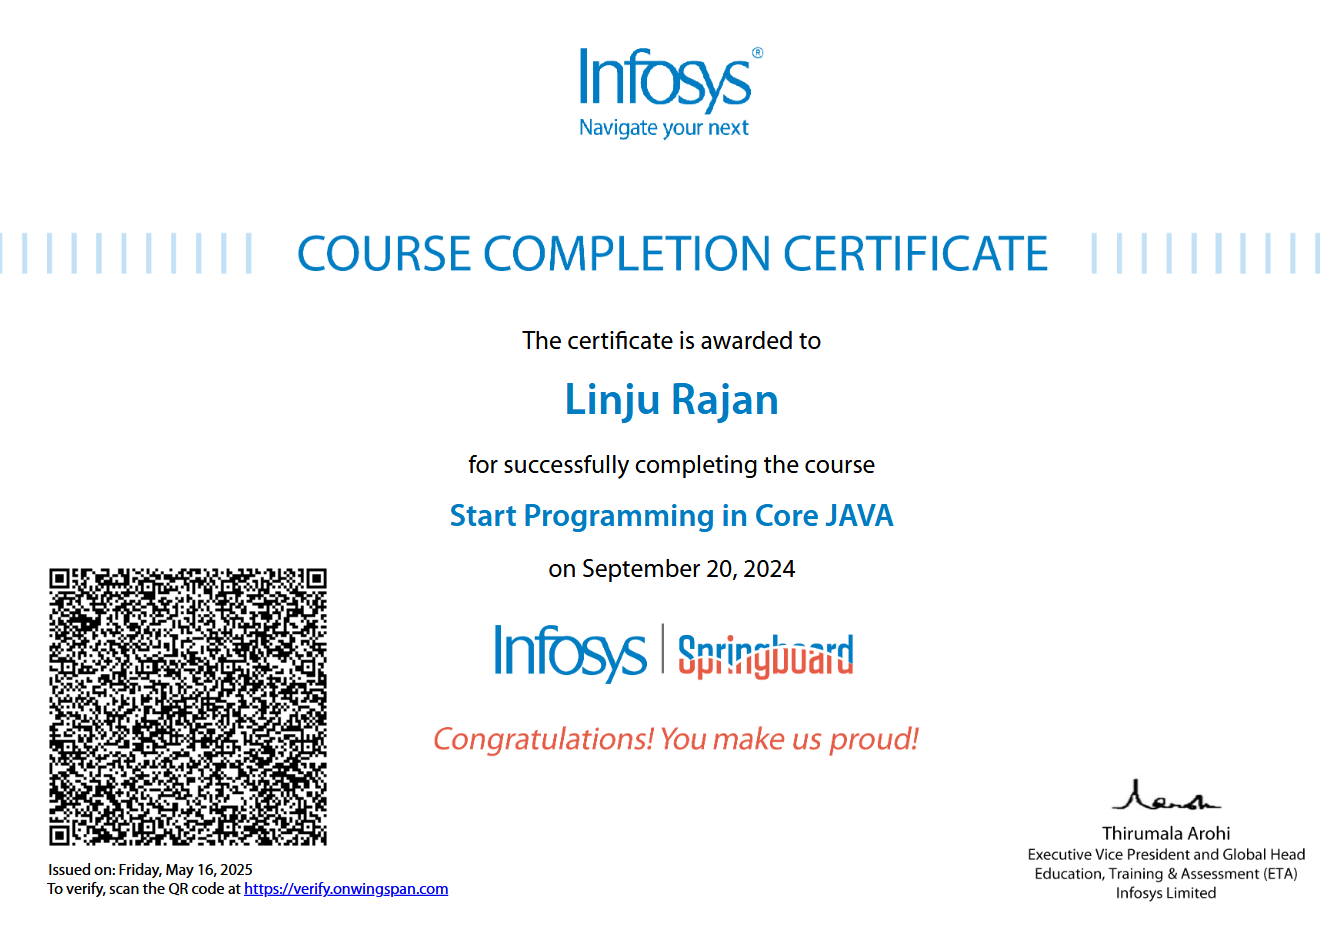 Infosys®
Navigate your next
COURSE COMPLETION CERTIFICATE
The certificate is awarded to
Linju Rajan
for successfully completing the course
Start Programming in Core JAVA
on September 20, 2024
Infosys | Springboard
Congratulations! You make us proud!
Thirumala Arohi
Executive Vice President and Global Head
Education, Training & Assessment (ETA)
Infosys Limited
Issued on: Friday, May 16, 2025
To verify, scan the QR code at https://verify.onwingspan.com